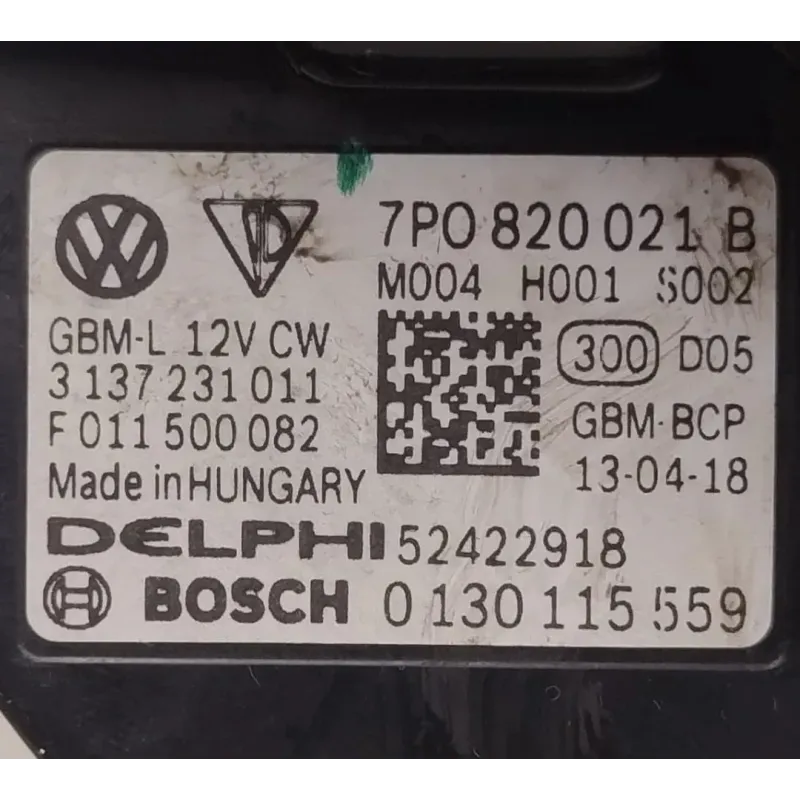 7P0 820 021 B
M004 H001 S002
GBM-L 12V CW
3 137 231 011
F 011 500 082
Made in HUNGARY
300 D05
GBM-BCP
13-04-18
DELPHI 52422918
BOSCH 0 130 115 559